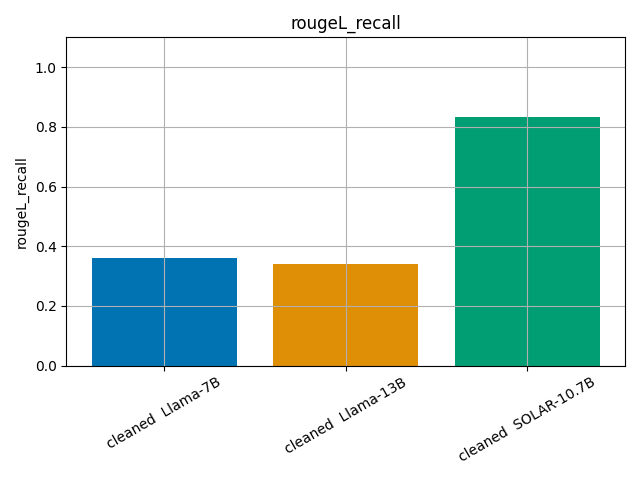 rougeL_recall
rougeL_recall
1.0
0.8
0.6
0.4
0.2
0.0
cleaned  Llama-7B
cleaned  Llama-13B
cleaned  SOLAR-10.7B